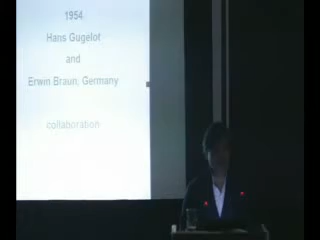 1954
Hans Gugelot
and
Erwin Braun, Germany
collaboration